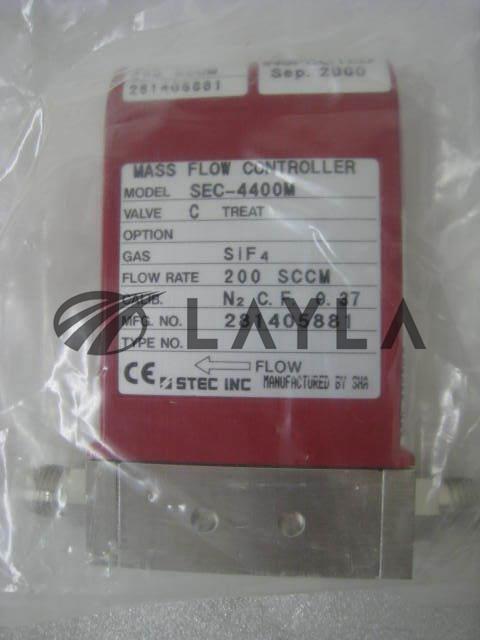 Sep. 2000
281405881
MASS FLOW CONTROLLER
MODEL SEC-4400M
VALVE C TREAT
OPTION
GAS SiF4
FLOW RATE 200 SCCM
CALIB. N2 C.F. 0.37
LAYLA
MFG. NO. 281405881
TYPE NO.
FLOW
CE STEC INC MANUFACTURED BY SHA